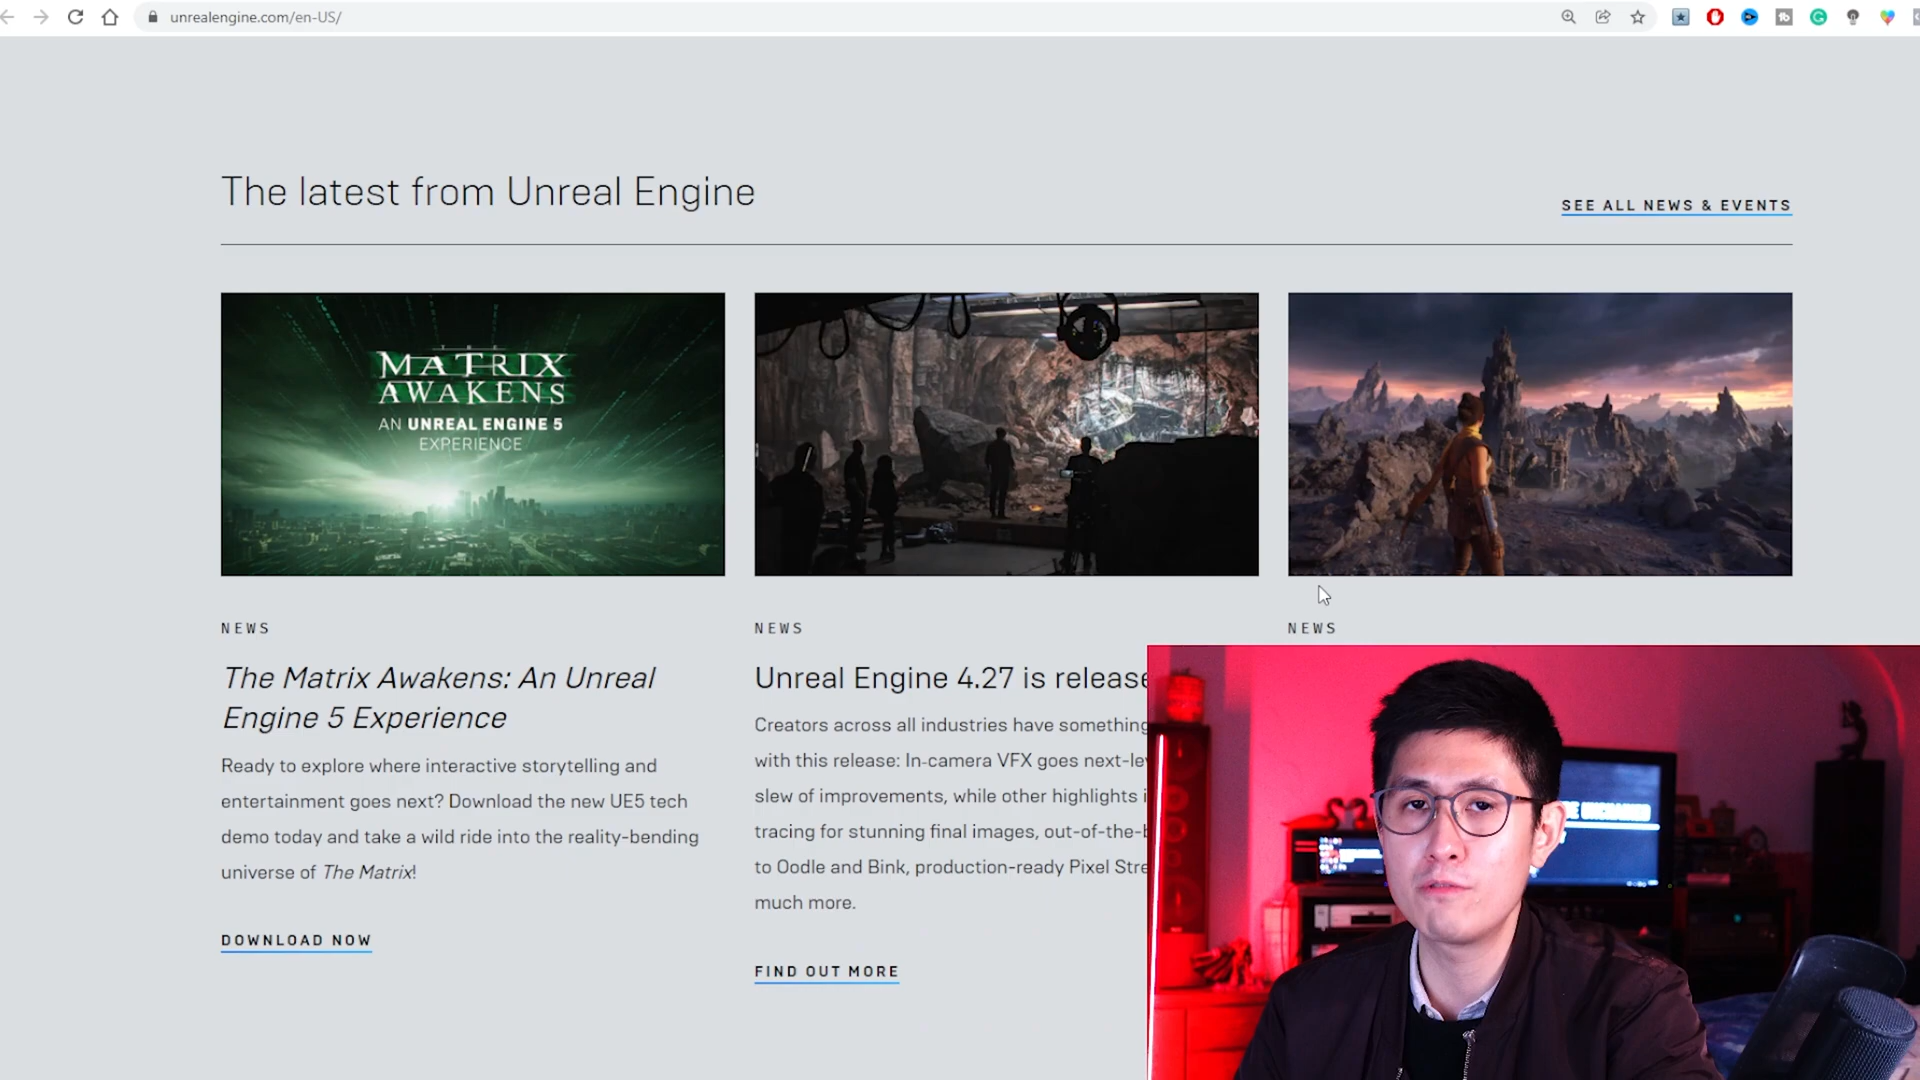 unrealengine.com/en-US/
The latest from Unreal Engine
SEE ALL NEWS & EVENTS
THE
MATRIX
AWAKENS
AN UNREAL ENGINE 5
EXPERIENCE
NEWS
The Matrix Awakens: An Unreal
Engine 5 Experience
Ready to explore where interactive storytelling and
entertainment goes next? Download the new UE5 tech
demo today and take a wild ride into the reality-bending
universe of The Matrix!
DOWNLOAD NOW
NEWS
Unreal Engine 4.27 is release
Creators across all industries have something
with this release: In-camera VFX goes next-le
slew of improvements, while other highlights i
tracing for stunning final images, out-of-the-b
to Oodle and Bink, production-ready Pixel Stre
much more.
FIND OUT MORE
NEWS